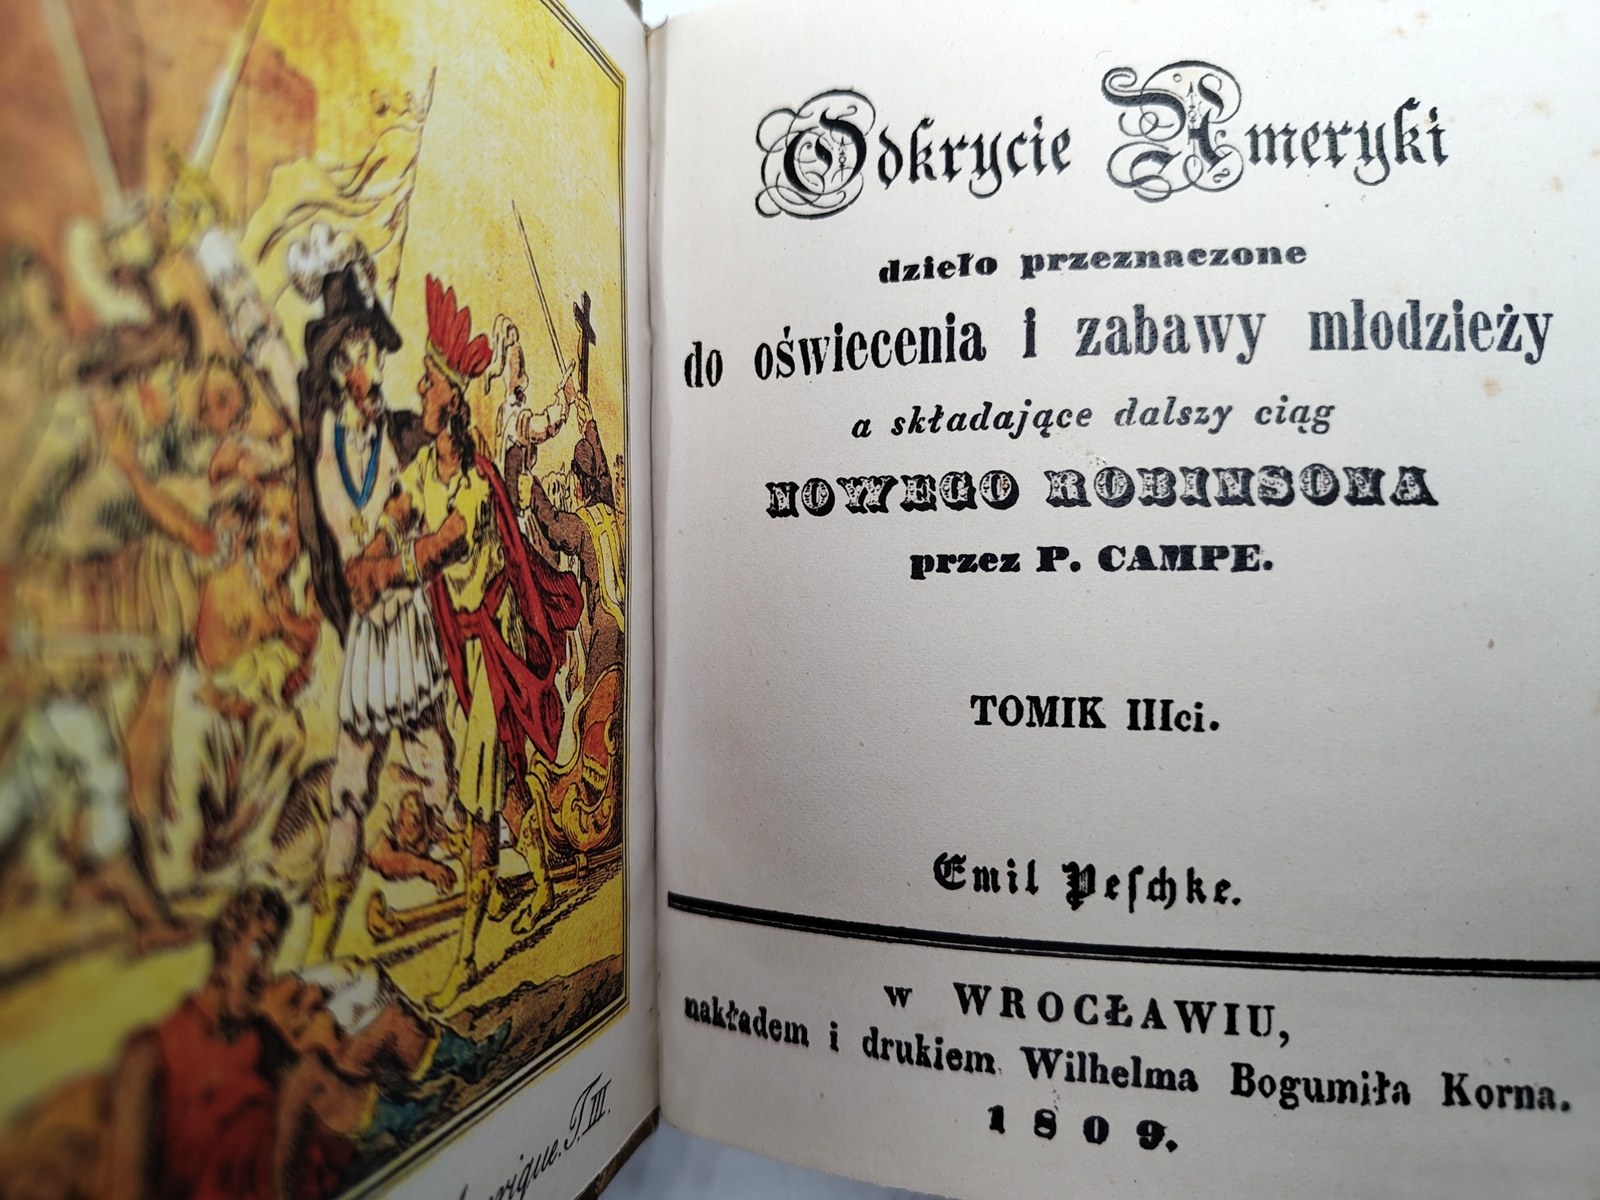 Odkrycie Ameryki
dzieło przeznaczone
do oświecenia i zabawy młodzieży
a składające dalszy ciąg
NOWEGO ROBINSONA
przez P. CAMPE.
TOMIK IIIci.
Emil Peschke.
w WROCŁAWIU,
nakładem i drukiem Wilhelma Bogumiła Korna.
1809.
T. III.